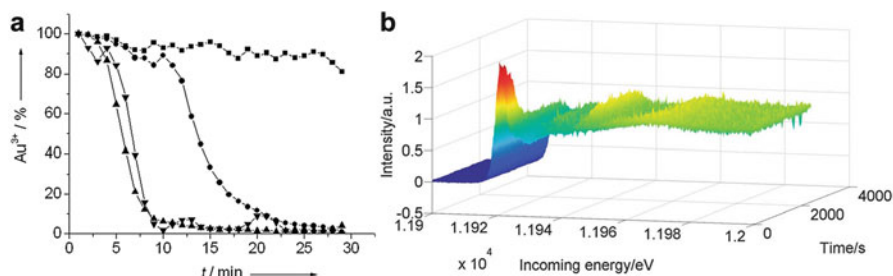 a
100
80
60
40
20
0
Au³⁺ / %
0 5 10 15 20 25 30
t / min
b
2
1.5
1
0.5
0
-0.5
Intensity/a.u.
1.19 1.192 1.194 1.196 1.198 1.2
x 10⁴
Incoming energy/eV
0 2000 4000
Time/s